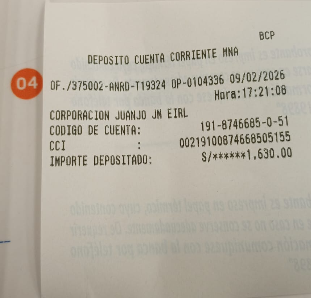 BCP
DEPOSITO CUENTA CORRIENTE MNA
04
OF./375002-ANRO-T19324 OP-0104336 09/02/2026
Hora:17:21:08
CORPORACION JUANJO JM EIRL
CODIGO DE CUENTA: 191-8746685-0-51
CCI : 00219100874668505155
IMPORTE DEPOSITADO: S/******1,630.00